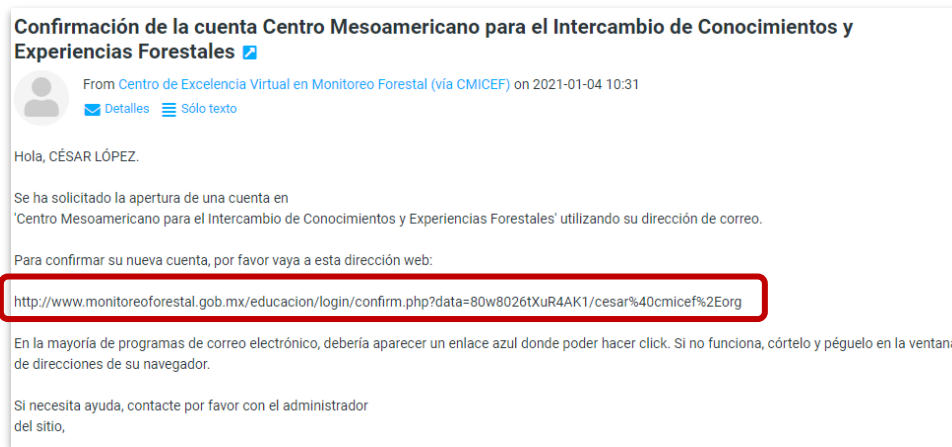 Confirmación de la cuenta Centro Mesoamericano para el Intercambio de Conocimientos y
Experiencias Forestales
From Centro de Excelencia Virtual en Monitoreo Forestal (vía CMICEF) on 2021-01-04 10:31
Detalles Sólo texto
Hola, CÉSAR LÓPEZ.
Se ha solicitado la apertura de una cuenta en
'Centro Mesoamericano para el Intercambio de Conocimientos y Experiencias Forestales' utilizando su dirección de correo.
Para confirmar su nueva cuenta, por favor vaya a esta dirección web:
http://www.monitoreoforestal.gob.mx/educacion/login/confirm.php?data=80w8026tXuR4AK1/cesar%40cmicef%2Eorg
En la mayoría de programas de correo electrónico, debería aparecer un enlace azul donde poder hacer click. Si no funciona, córtelo y péguelo en la ventana
de direcciones de su navegador.
Si necesita ayuda, contacte por favor con el administrador
del sitio,